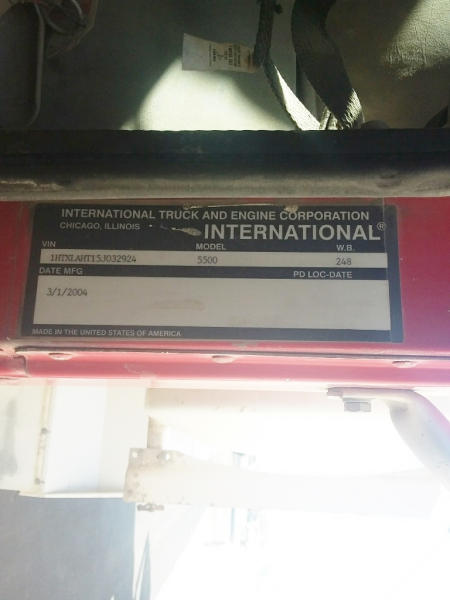 INTERNATIONAL TRUCK AND ENGINE CORPORATION
CHICAGO, ILLINOIS
INTERNATIONAL®
VIN MODEL W.B.
1HTXLAHT15J032924 5500 248
DATE MFG PD LOC-DATE
3/1/2004
MADE IN THE UNITED STATES OF AMERICA